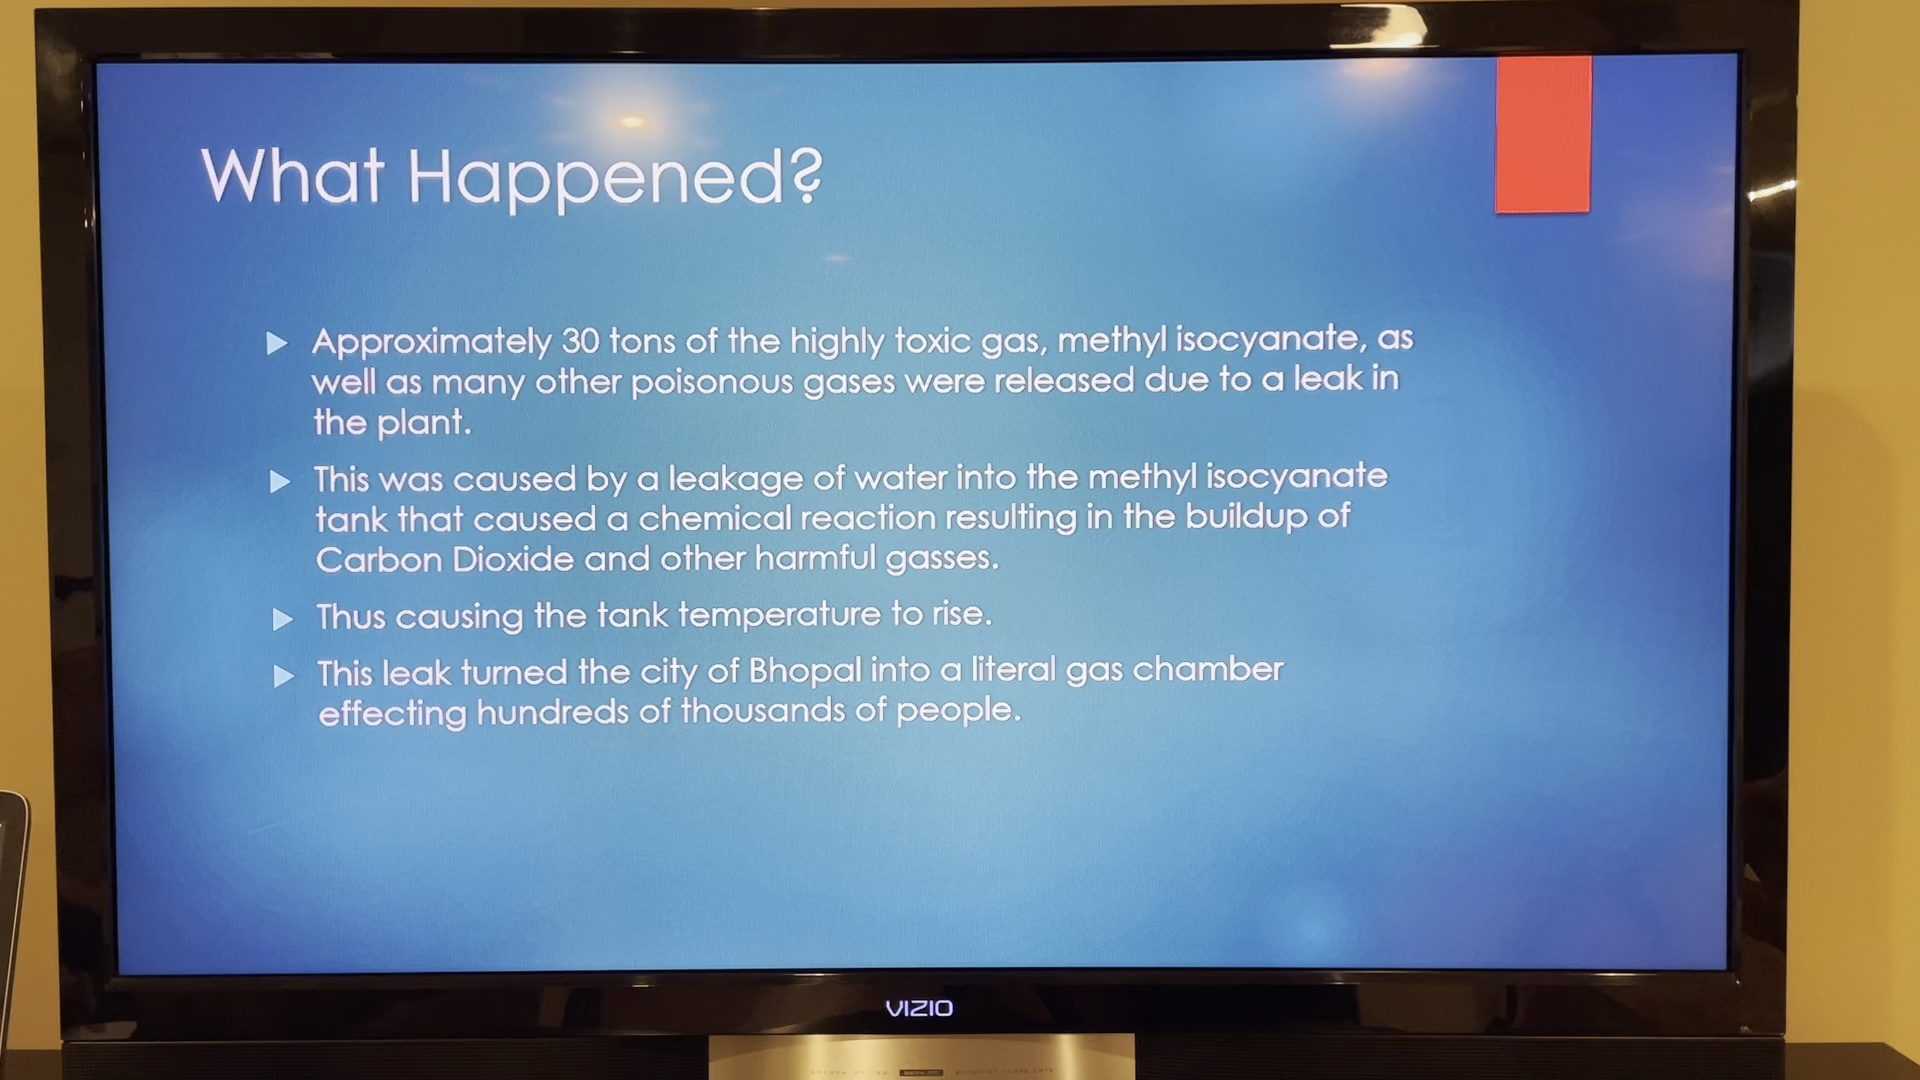 What Happened?
Approximately 30 tons of the highly toxic gas, methyl isocyanate, as
well as many other poisonous gases were released due to a leak in
the plant.
This was caused by a leakage of water into the methyl isocyanate
tank that caused a chemical reaction resulting in the buildup of
Carbon Dioxide and other harmful gasses.
Thus causing the tank temperature to rise.
This leak turned the city of Bhopal into a literal gas chamber
effecting hundreds of thousands of people.
VIZIO